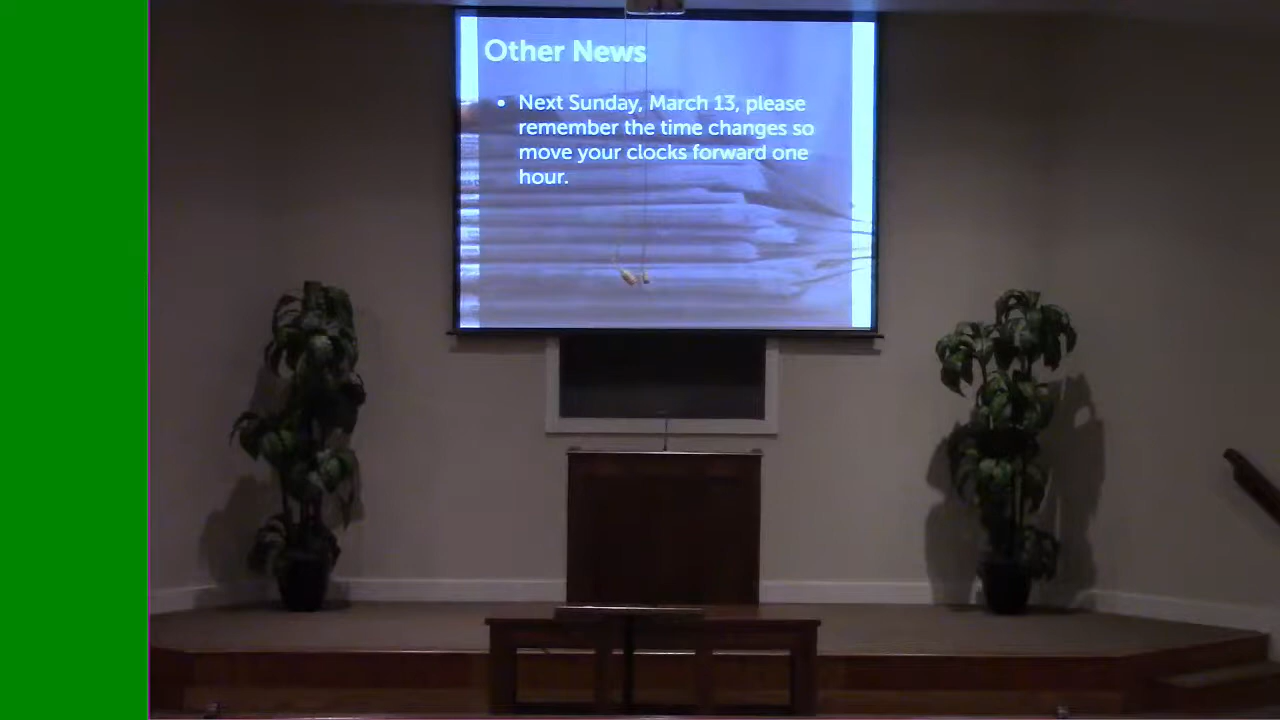 Other News
• Next Sunday, March 13, please
remember the time changes so
move your clocks forward one
hour.